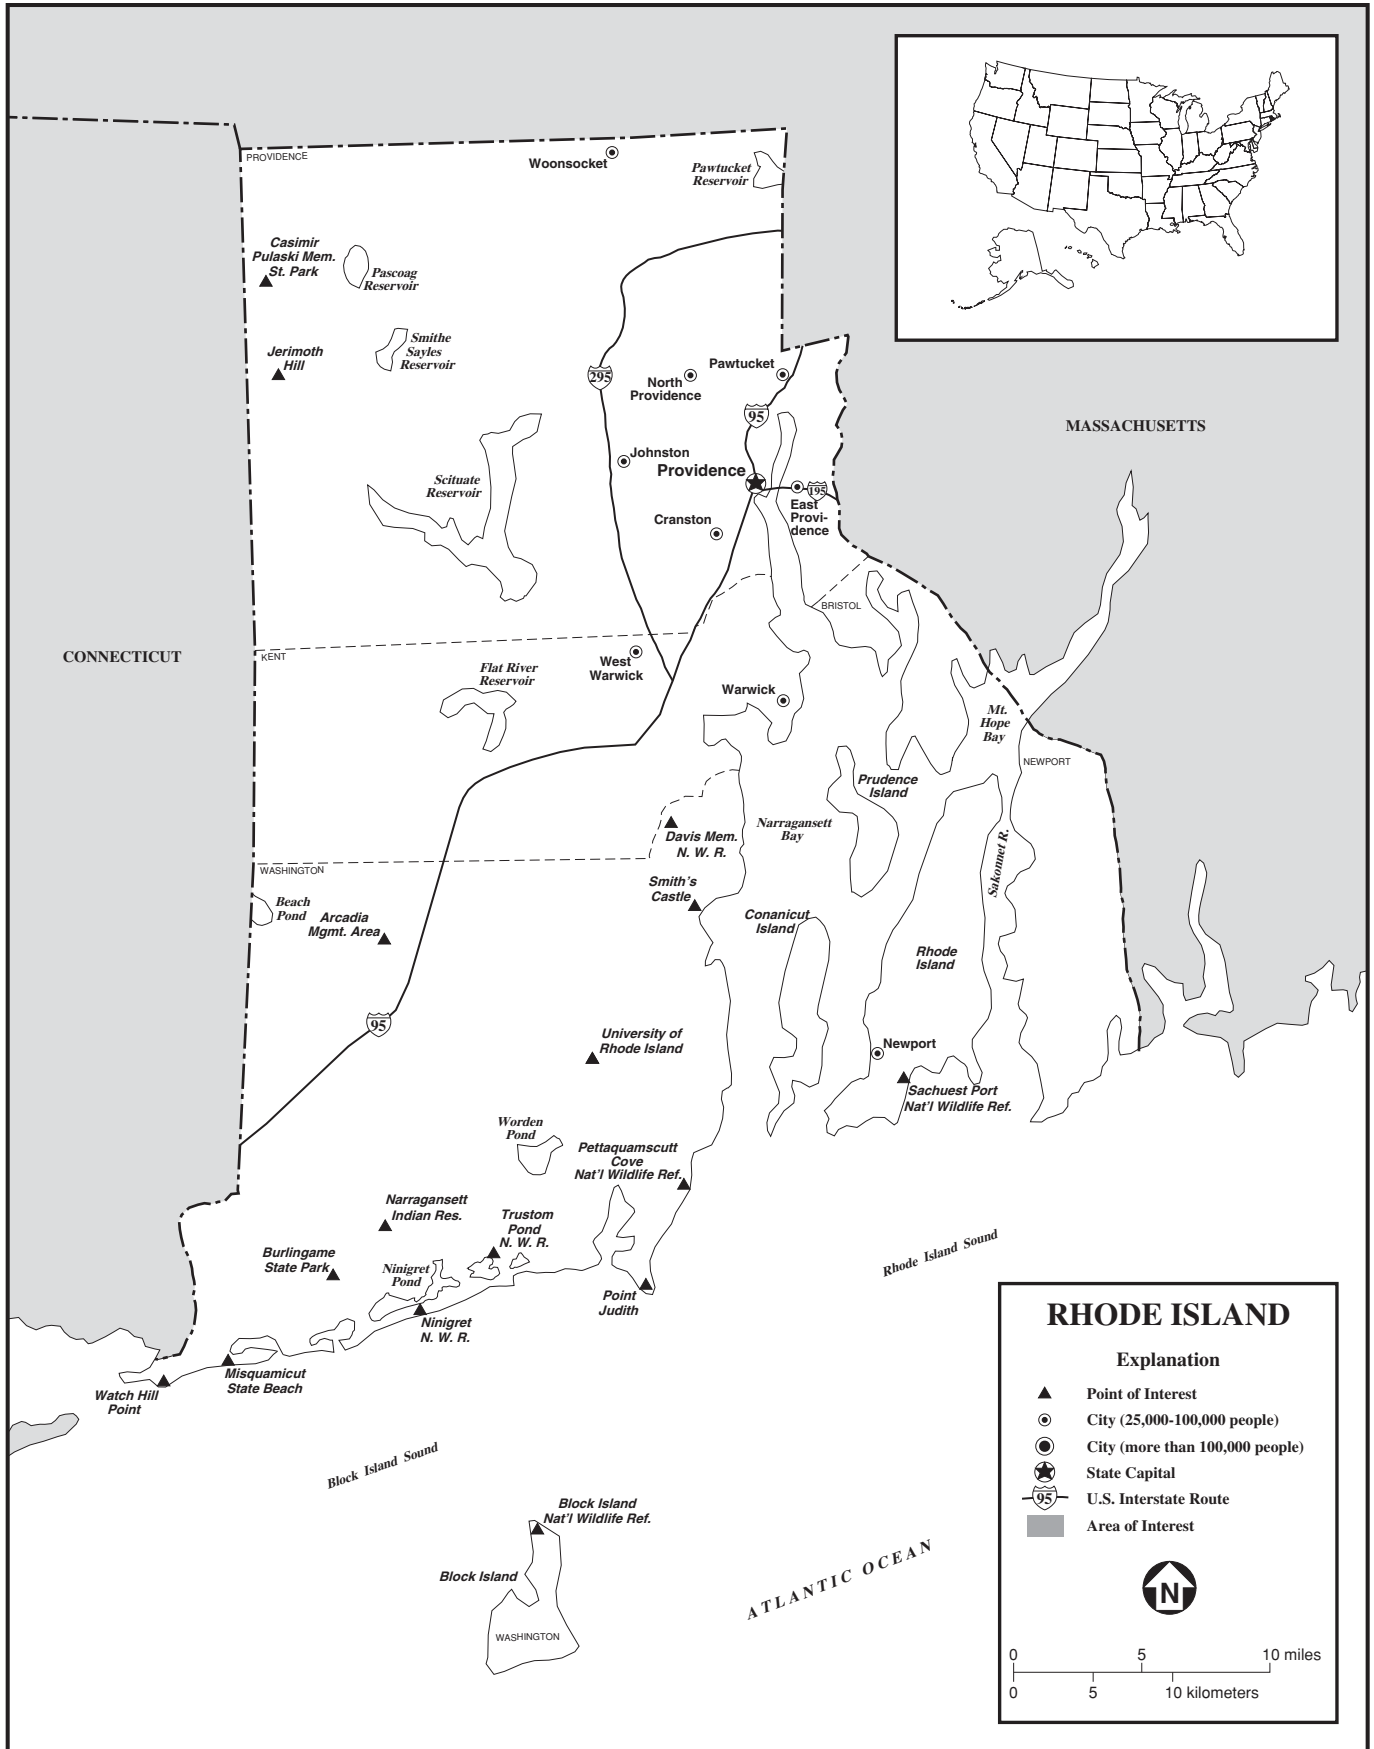 PROVIDENCE
Woonsocket
Pawtucket
Reservoir
Casimir
Pulaski Mem.
St. Park
Pascoag
Reservoir
Smithe
Sayles
Reservoir
Jerimoth
Hill
295
North
Providence
Pawtucket
95
MASSACHUSETTS
Johnston
Providence
Scituate
Reservoir
195
East
Provi-
dence
Cranston
BRISTOL
CONNECTICUT
KENT
West
Warwick
Flat River
Reservoir
Warwick
Mt.
Hope
Bay
NEWPORT
Prudence
Island
Narragansett
Bay
Davis Mem.
N. W. R.
Sakonnet R.
WASHINGTON
Smith's
Castle
Beach
Pond
Arcadia
Mgmt. Area
Conanicut
Island
Rhode
Island
95
University of
Rhode Island
Newport
Sachuest Port
Nat'l Wildlife Ref.
Worden
Pond
Pettaquamscutt
Cove
Nat'l Wildlife Ref.
Narragansett
Indian Res.
Trustom
Pond
N. W. R.
Burlingame
State Park
Ninigret
Pond
Rhode Island Sound
Point
Judith
Ninigret
N. W. R.
Misquamicut
State Beach
Watch Hill
Point
Block Island Sound
Block Island
Nat'l Wildlife Ref.
Block Island
WASHINGTON
ATLANTIC OCEAN
RHODE ISLAND
Explanation
Point of Interest
City (25,000-100,000 people)
City (more than 100,000 people)
State Capital
95 U.S. Interstate Route
Area of Interest
N
0 5 10 miles
0 5 10 kilometers